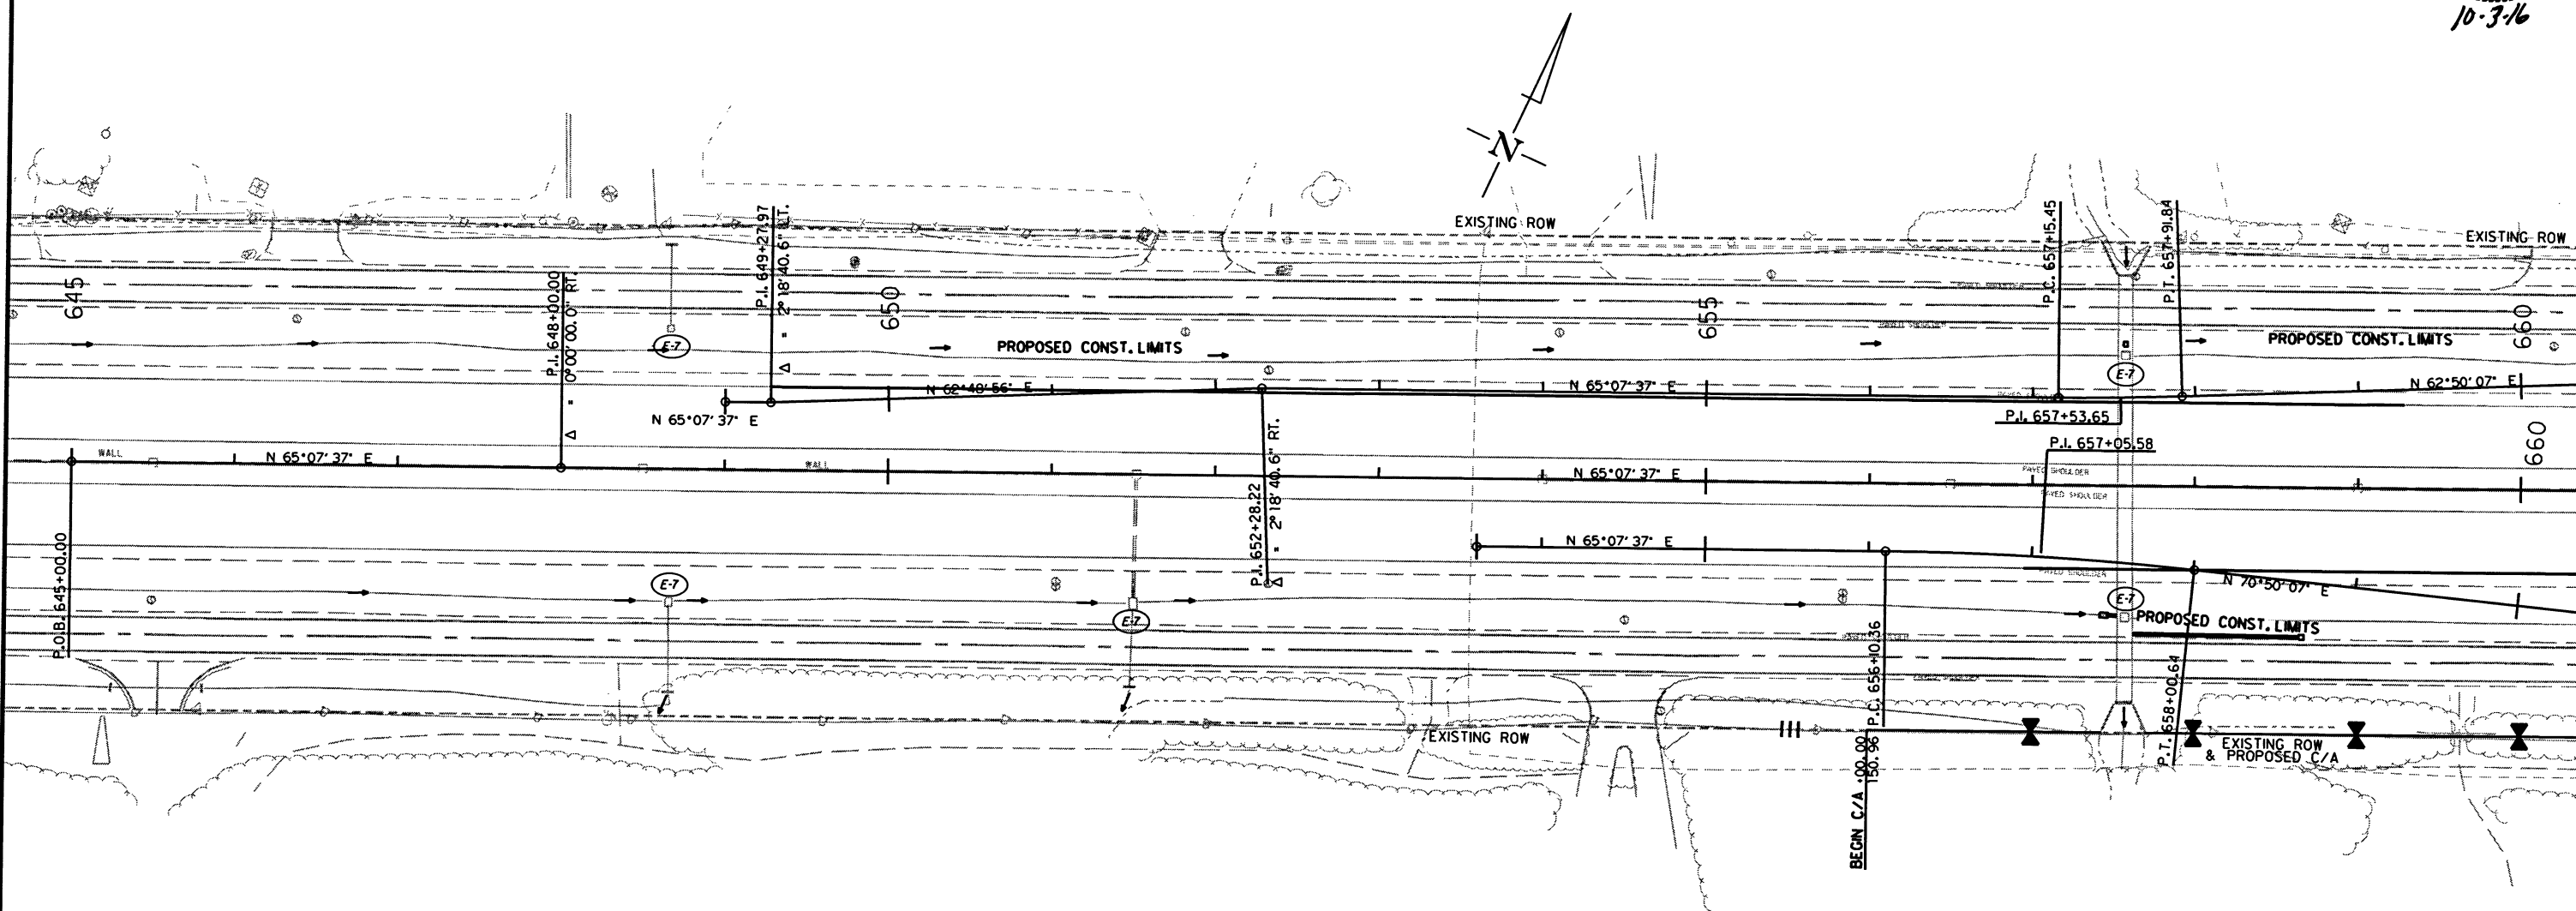 10-3-16
N
EXISTING ROW
EXISTING ROW
645
P.I. 648+00.00
Δ = 0°00'00.0" RT.
E-7
P.I. 649+27.97
Δ = 2°18'40.6" LT.
650
PROPOSED CONST. LIMITS
655
P.C. 657+15.45
E-7
P.T. 657+91.84
PROPOSED CONST. LIMITS
660
N 65°07'37" E
N 62°48'56" E
N 65°07'37" E
N 62°50'07" E
P.I. 657+53.65
P.I. 657+05.58
WALL
N 65°07'37" E
WALL
N 65°07'37" E
PAVED SHOULDER
PAVED SHOULDER
660
P.O.B. 645+00.00
P.I. 652+28.22
Δ = 2°18'40.6" RT.
N 65°07'37" E
PAVED SHOULDER
N 70°50'07" E
E-7
E-7
E-7
PROPOSED CONST. LIMITS
P.C. 656+10.36
P.T. 658+00.64
EXISTING ROW
BEGIN C/A +00.00
150.96
EXISTING ROW
& PROPOSED C/A